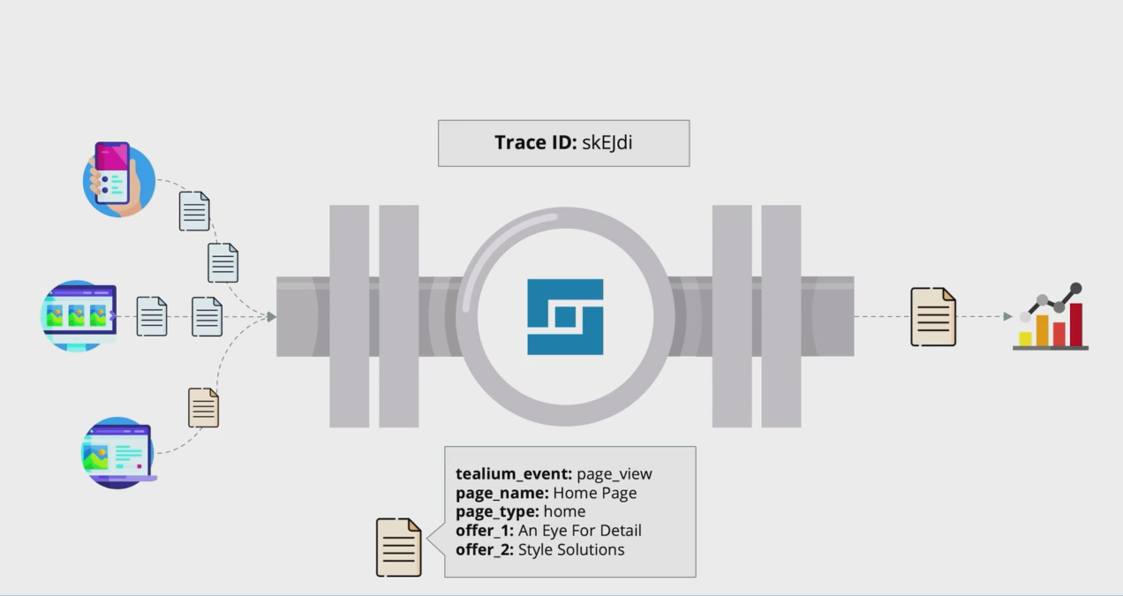 Trace ID: skEJdi
tealium_event: page_view
page_name: Home Page
page_type: home
offer_1: An Eye For Detail
offer_2: Style Solutions